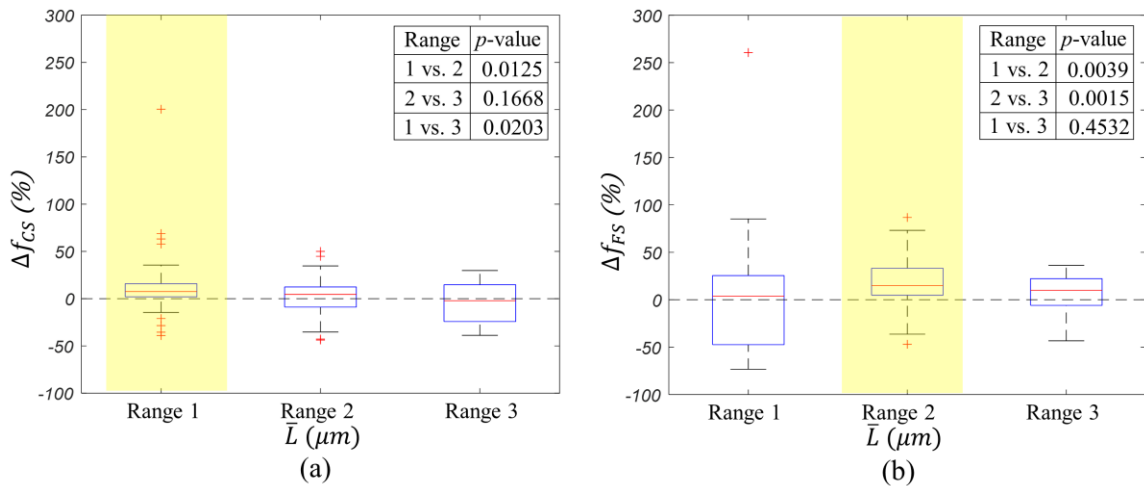 300
250
200
150
100
50
0
-50
-100
Δf_CS (%)
Range p-value
1 vs. 2 0.0125
2 vs. 3 0.1668
1 vs. 3 0.0203
Range 1 Range 2 Range 3
L̄ (μm)
(a)
300
250
200
150
100
50
0
-50
-100
Δf_FS (%)
Range p-value
1 vs. 2 0.0039
2 vs. 3 0.0015
1 vs. 3 0.4532
Range 1 Range 2 Range 3
L̄ (μm)
(b)